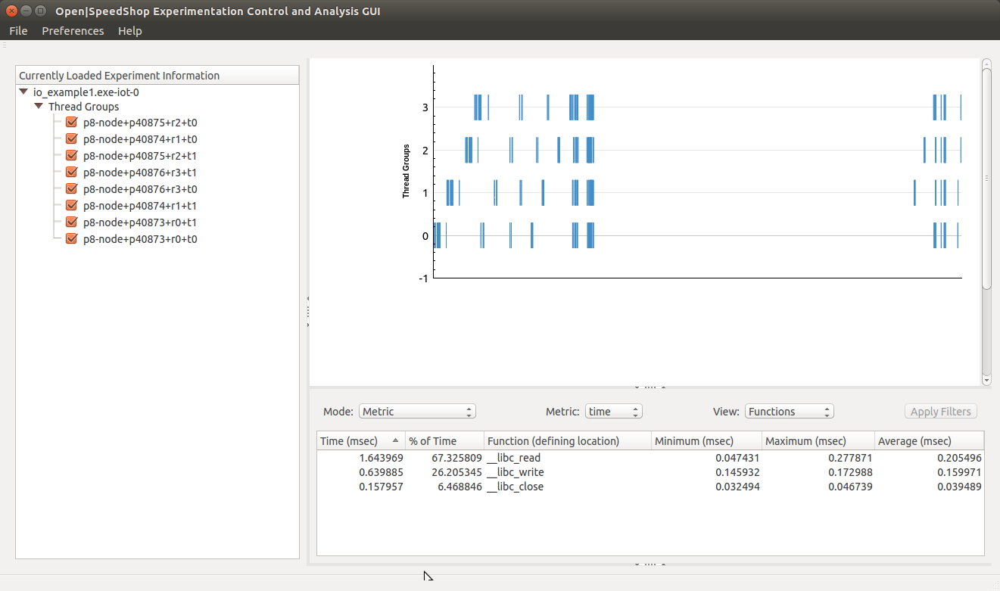 Open|SpeedShop Experimentation Control and Analysis GUI
File Preferences Help
Currently Loaded Experiment Information
io_example1.exe-iot-0
Thread Groups
p8-node+p40875+r2+t0
p8-node+p40874+r1+t0
p8-node+p40875+r2+t1
p8-node+p40876+r3+t1
p8-node+p40876+r3+t0
p8-node+p40874+r1+t1
p8-node+p40873+r0+t1
p8-node+p40873+r0+t0
Thread Groups
3
2
1
0
-1
Mode: Metric Metric: time View: Functions Apply Filters
Time (msec) % of Time Function (defining location) Minimum (msec) Maximum (msec) Average (msec)
1.643969 67.325809 __libc_read 0.047431 0.277871 0.205496
0.639885 26.205345 __libc_write 0.145932 0.172988 0.159971
0.157957 6.468846 __libc_close 0.032494 0.046739 0.039489